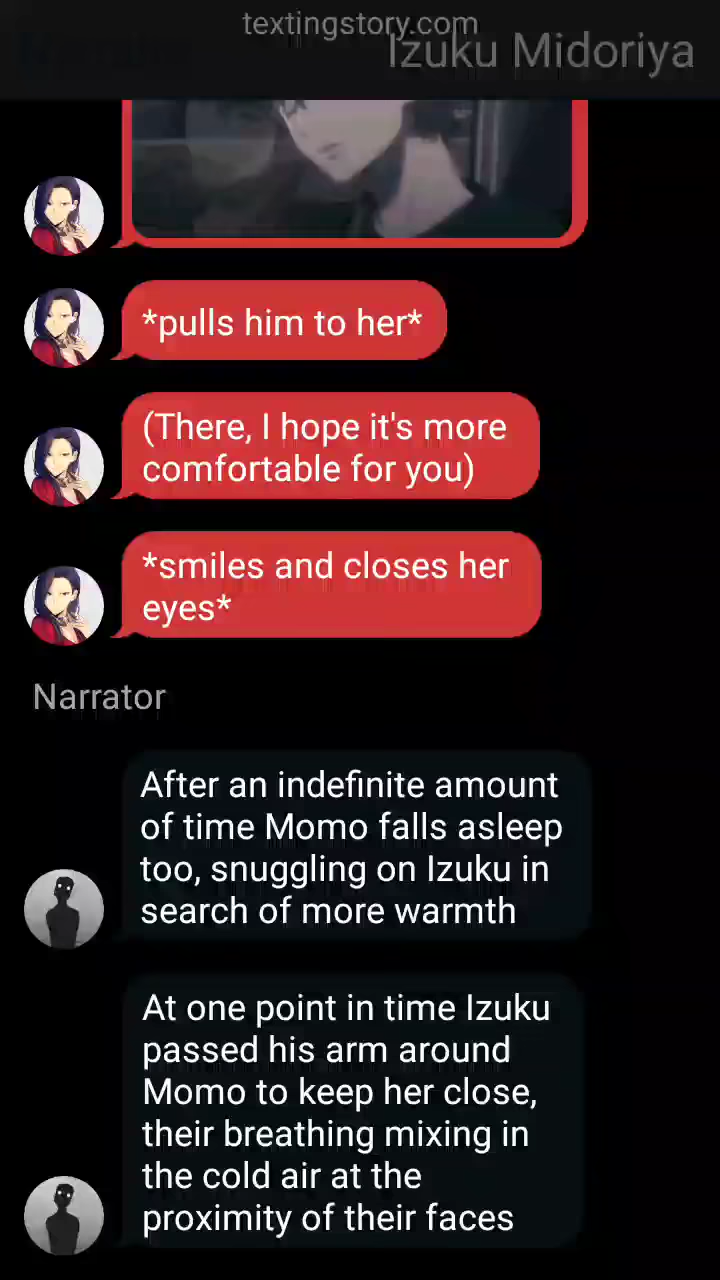 textingstory.com
Izuku Midoriya
*pulls him to her*
(There, I hope it's more
comfortable for you)
*smiles and closes her
eyes*
Narrator
After an indefinite amount
of time Momo falls asleep
too, snuggling on Izuku in
search of more warmth
At one point in time Izuku
passed his arm around
Momo to keep her close,
their breathing mixing in
the cold air at the
proximity of their faces